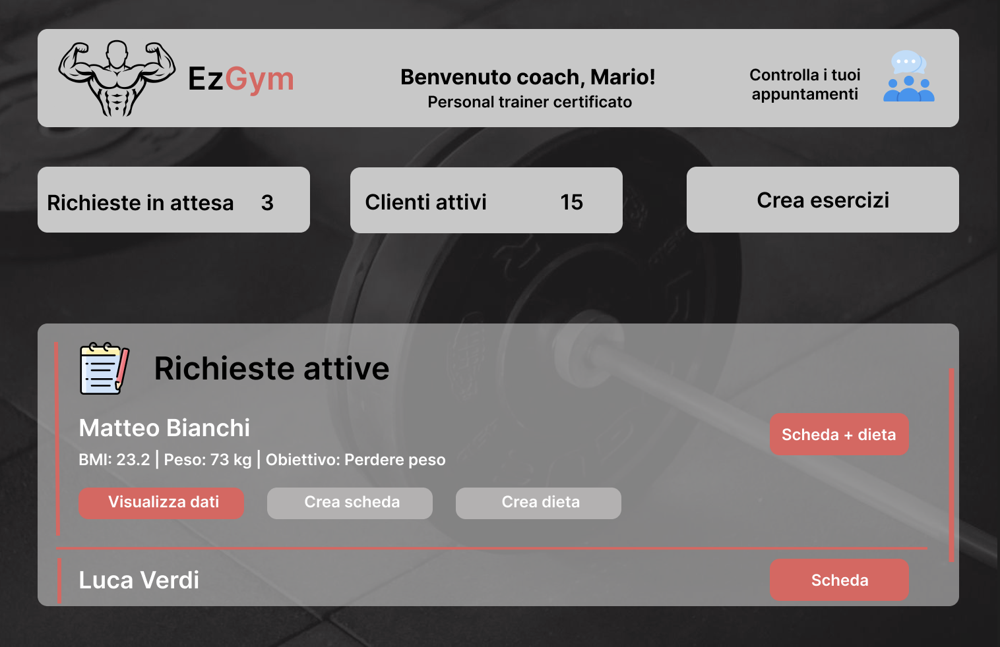 EzGym
Benvenuto coach, Mario!
Personal trainer certificato
Controlla i tuoi
appuntamenti
Richieste in attesa 3
Clienti attivi 15
Crea esercizi
Richieste attive
Matteo Bianchi
Scheda + dieta
BMI: 23.2 | Peso: 73 kg | Obiettivo: Perdere peso
Visualizza dati
Crea scheda
Crea dieta
Luca Verdi
Scheda